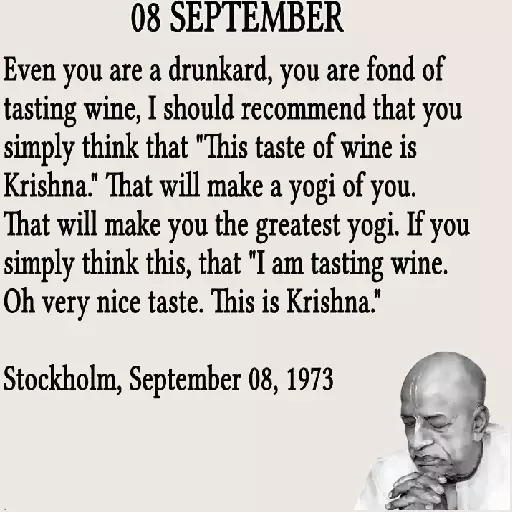 08 SEPTEMBER
Even you are a drunkard, you are fond of
tasting wine, I should recommend that you
simply think that "This taste of wine is
Krishna." That will make a yogi of you.
That will make you the greatest yogi. If you
simply think this, that "I am tasting wine.
Oh very nice taste. This is Krishna."
Stockholm, September 08, 1973